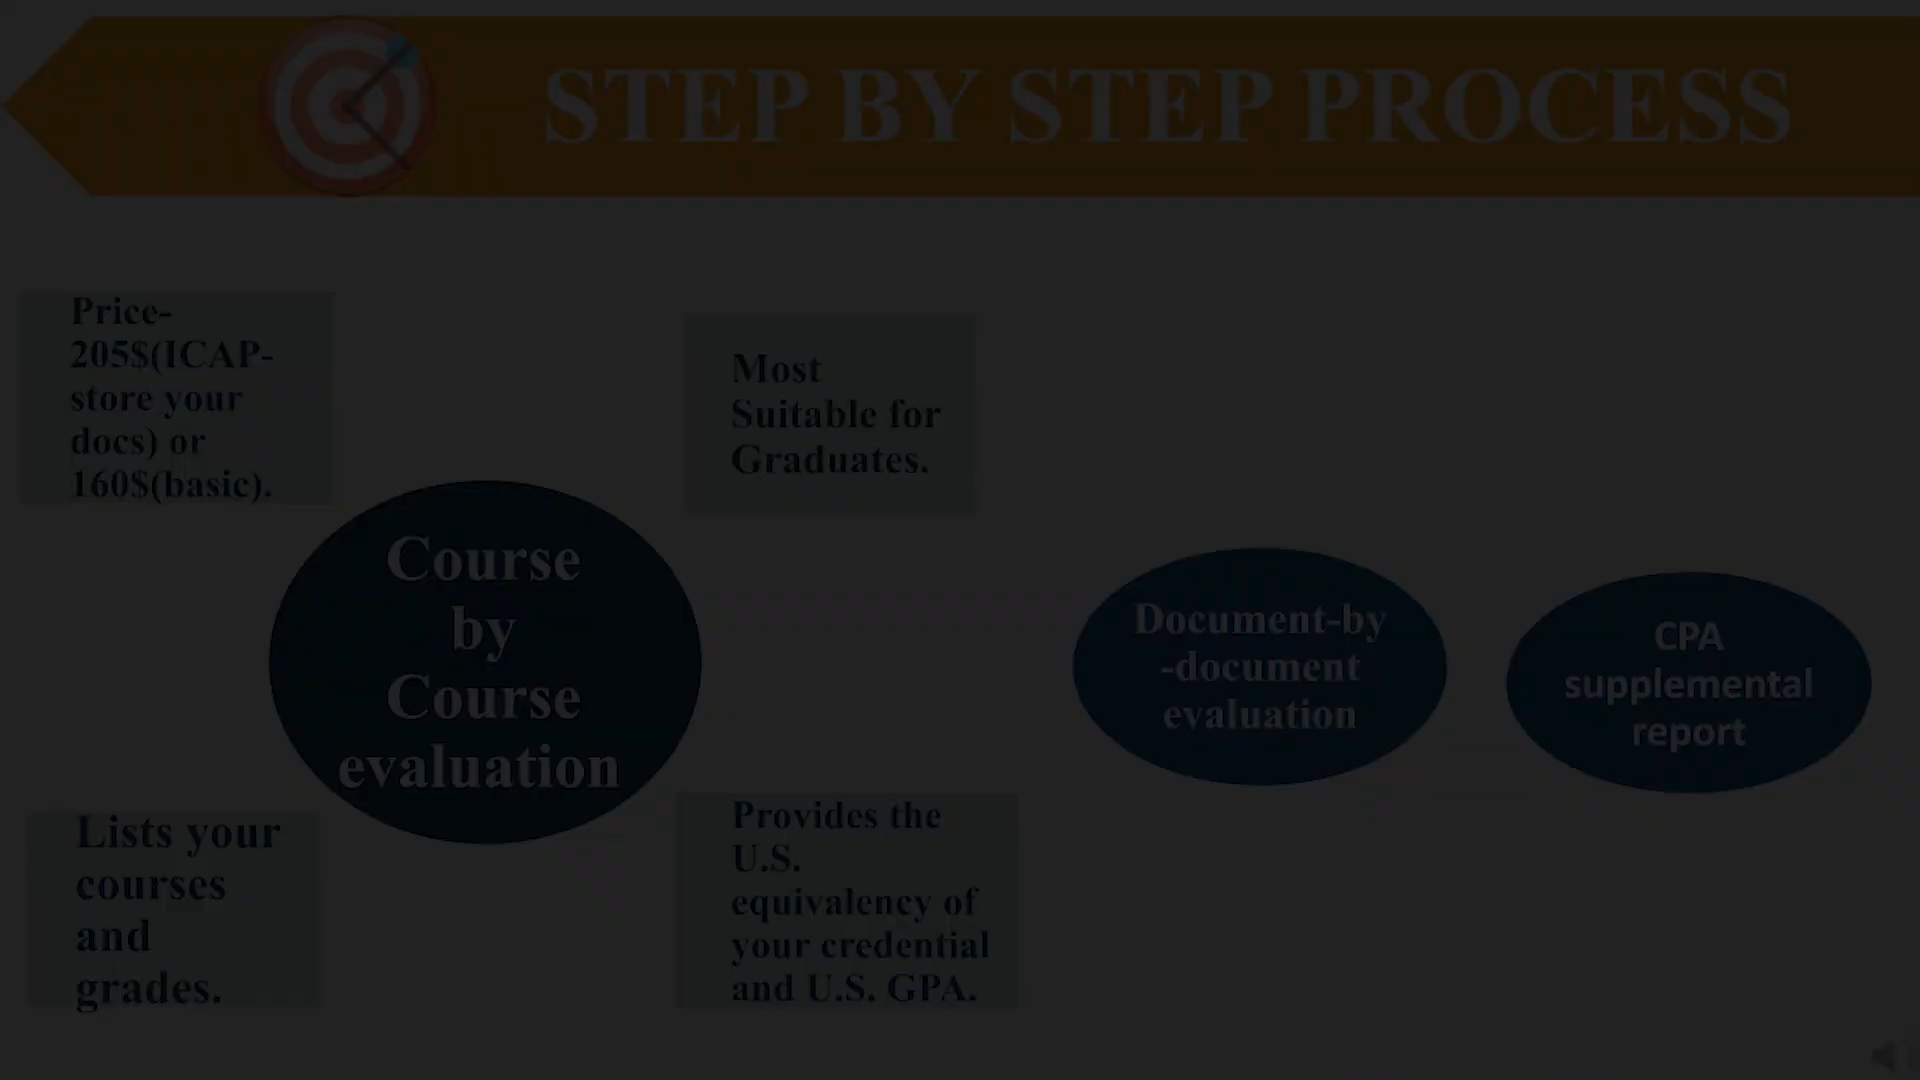 STEP BY STEP PROCESS
Price-
205$(ICAP-
store your
docs) or
160$(basic).
Most
Suitable for
Graduates.
Course
by
Course
evaluation
Document-by
-document
evaluation
CPA
supplemental
report
Lists your
courses
and
grades.
Provides the
U.S.
equivalency of
your credential
and U.S. GPA.